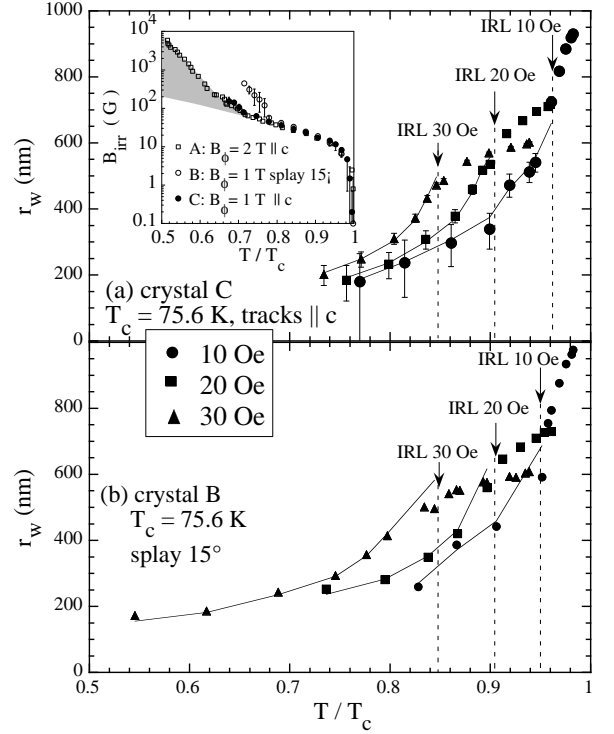 1000
(a)
IRL 10 Oe
IRL 20 Oe
IRL 30 Oe
800
600
400
200
0
r_w (nm)
10^4
10^3
10^2
10^1
1
0.1
B_irr ( G )
A: B_ϕ = 2 T || c
B: B_ϕ = 1 T splay 15¡
C: B_ϕ = 1 T || c
0.5 0.6 0.7 0.8 0.9 1
T / T_c
(a) crystal C
T_c = 75.6 K, tracks || c
10 Oe
20 Oe
30 Oe
(b)
IRL 10 Oe
IRL 20 Oe
IRL 30 Oe
800
600
400
200
0
r_w (nm)
(b) crystal B
T_c = 75.6 K
splay 15°
0.5 0.6 0.7 0.8 0.9 1
T / T_c